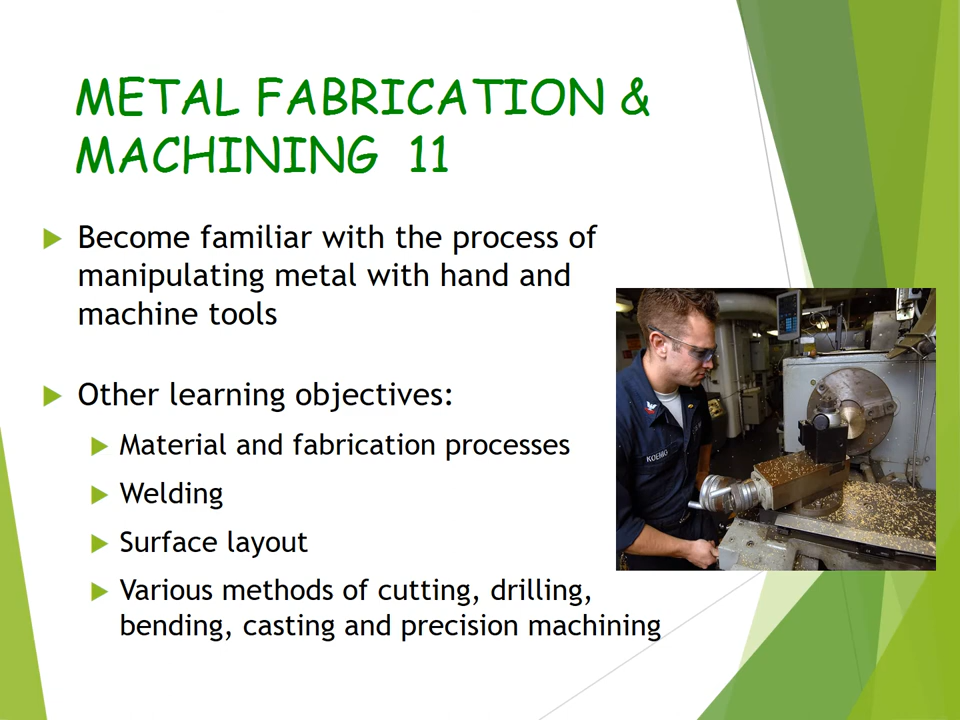 METAL FABRICATION &
MACHINING 11
Become familiar with the process of
manipulating metal with hand and
machine tools
Other learning objectives:
Material and fabrication processes
Welding
Surface layout
Various methods of cutting, drilling,
bending, casting and precision machining